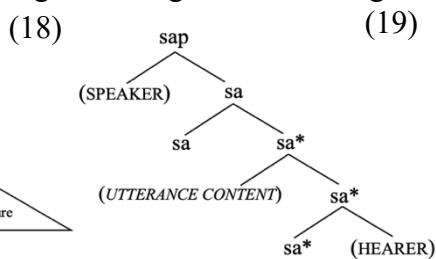 (18) (19)
sap
(SPEAKER) sa
sa sa*
(UTTERANCE CONTENT) sa*
sa* (HEARER)